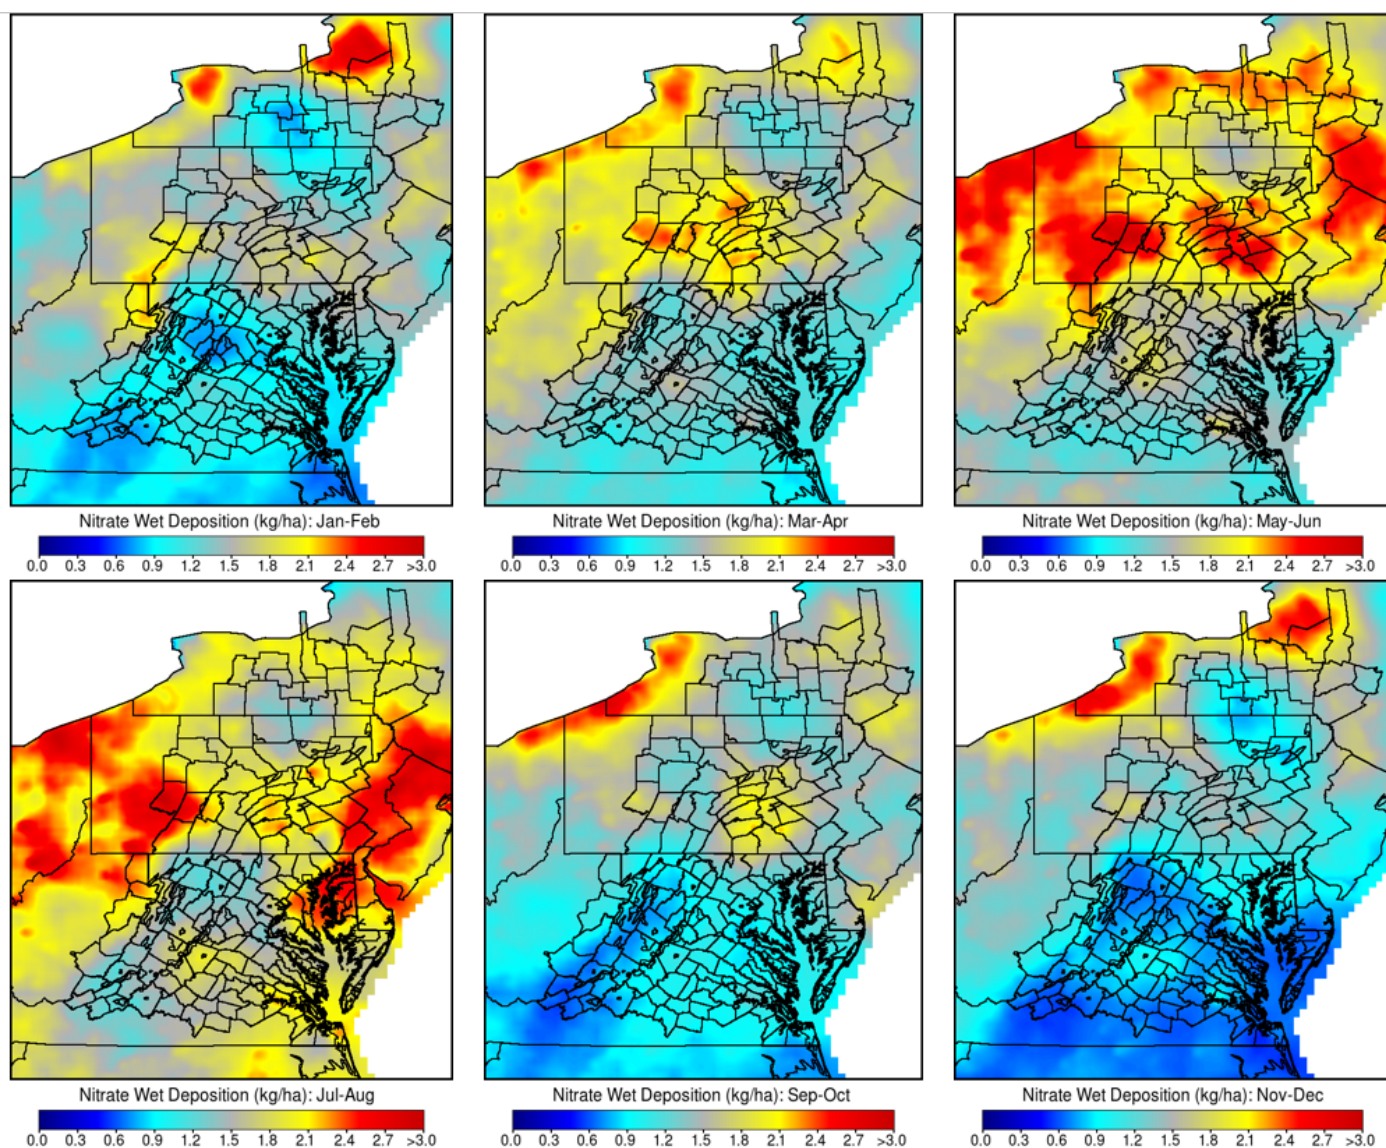 Nitrate Wet Deposition (kg/ha): Jan-Feb
0.0 0.3 0.6 0.9 1.2 1.5 1.8 2.1 2.4 2.7 >3.0
Nitrate Wet Deposition (kg/ha): Mar-Apr
0.0 0.3 0.6 0.9 1.2 1.5 1.8 2.1 2.4 2.7 >3.0
Nitrate Wet Deposition (kg/ha): May-Jun
0.0 0.3 0.6 0.9 1.2 1.5 1.8 2.1 2.4 2.7 >3.0
Nitrate Wet Deposition (kg/ha): Jul-Aug
0.0 0.3 0.6 0.9 1.2 1.5 1.8 2.1 2.4 2.7 >3.0
Nitrate Wet Deposition (kg/ha): Sep-Oct
0.0 0.3 0.6 0.9 1.2 1.5 1.8 2.1 2.4 2.7 >3.0
Nitrate Wet Deposition (kg/ha): Nov-Dec
0.0 0.3 0.6 0.9 1.2 1.5 1.8 2.1 2.4 2.7 >3.0